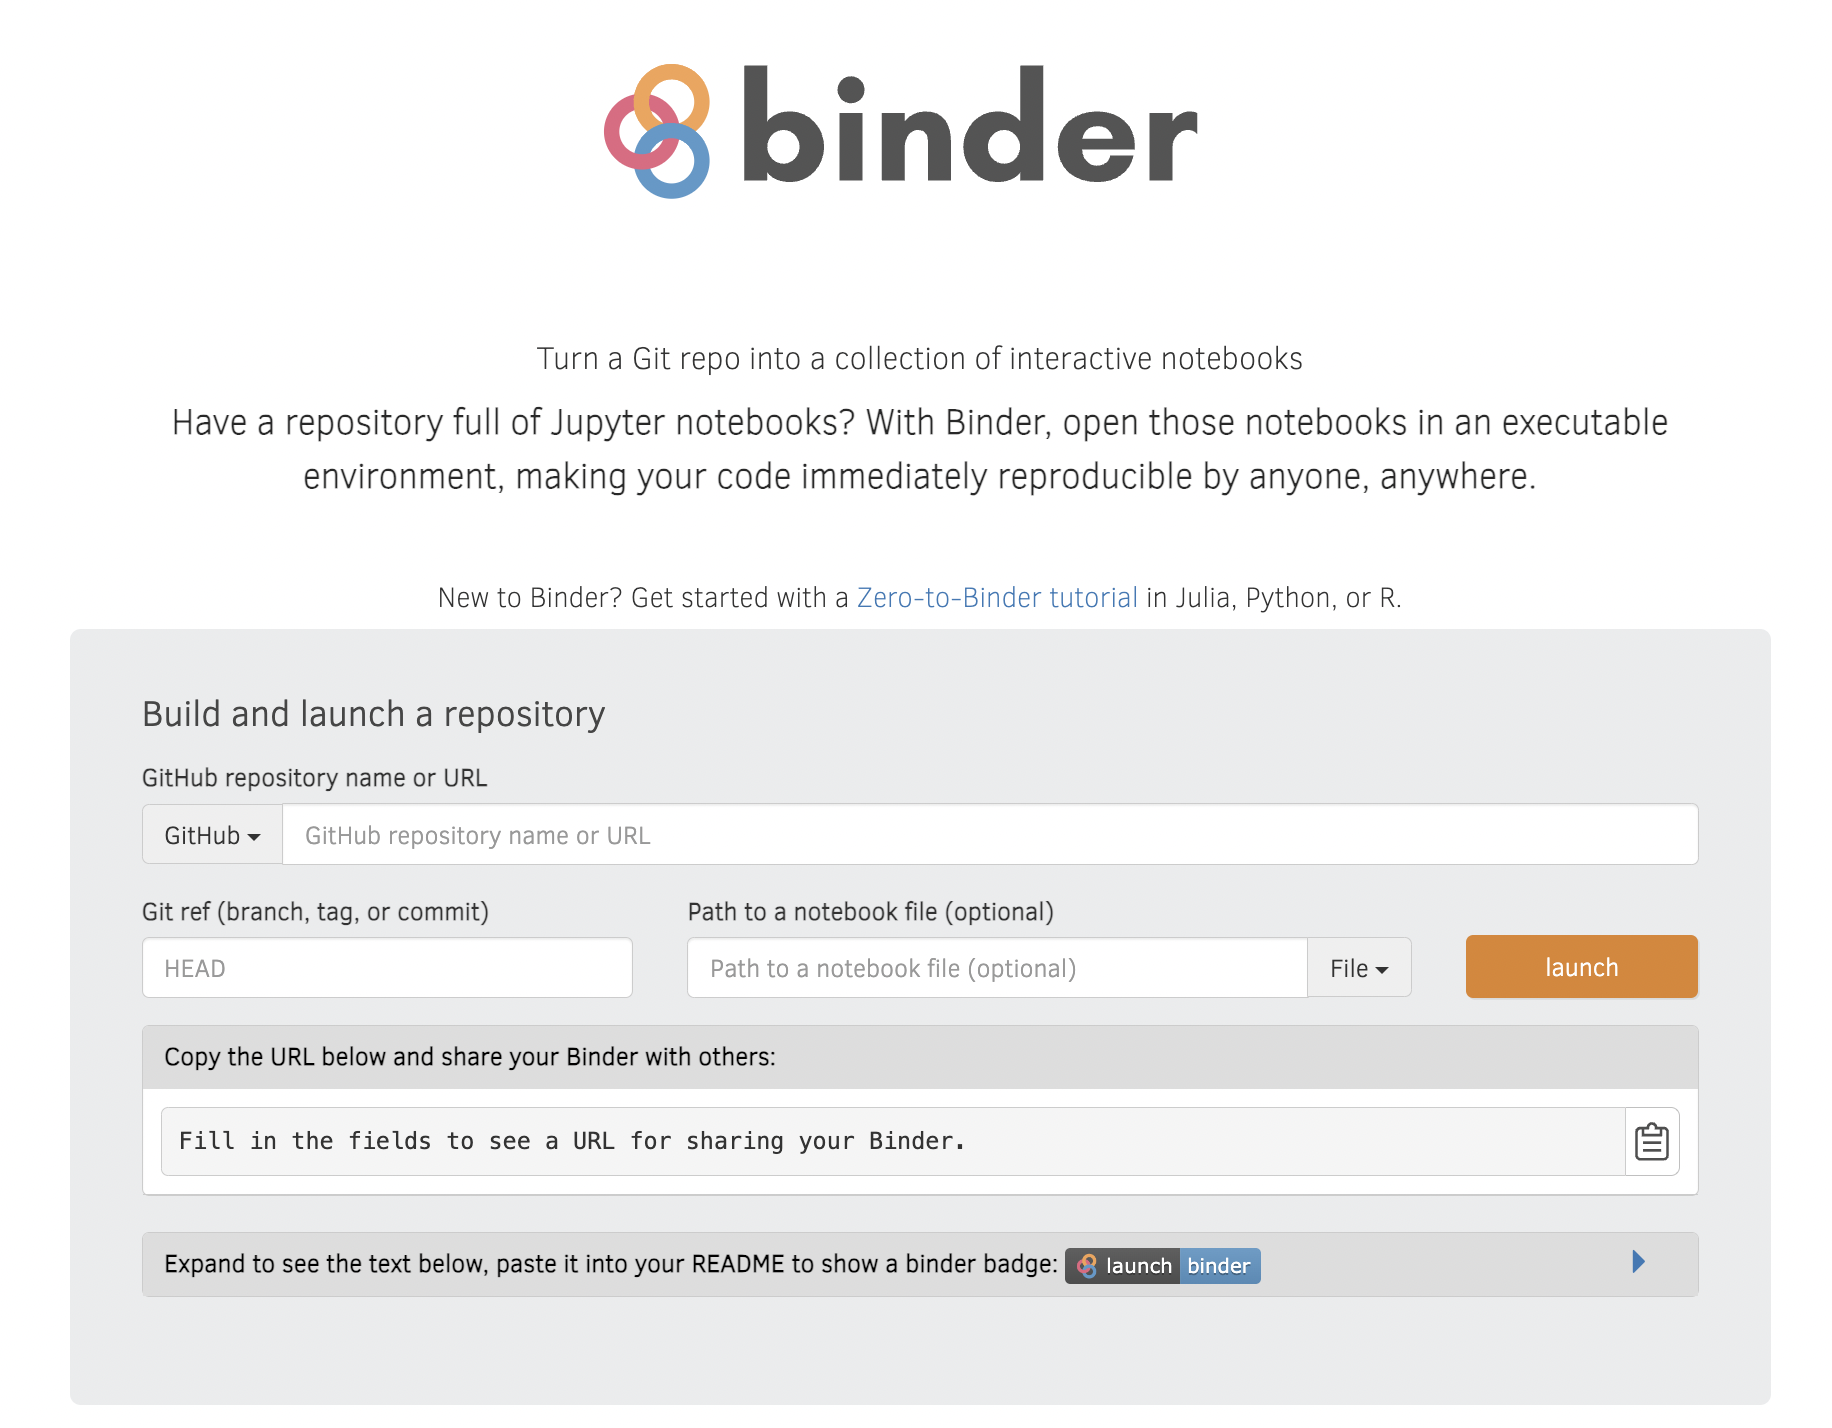 binder
Turn a Git repo into a collection of interactive notebooks
Have a repository full of Jupyter notebooks? With Binder, open those notebooks in an executable
environment, making your code immediately reproducible by anyone, anywhere.
New to Binder? Get started with a Zero-to-Binder tutorial in Julia, Python, or R.
Build and launch a repository
GitHub repository name or URL
GitHub GitHub repository name or URL
Git ref (branch, tag, or commit) Path to a notebook file (optional)
HEAD Path to a notebook file (optional) File launch
Copy the URL below and share your Binder with others:
Fill in the fields to see a URL for sharing your Binder.
Expand to see the text below, paste it into your README to show a binder badge: launch binder